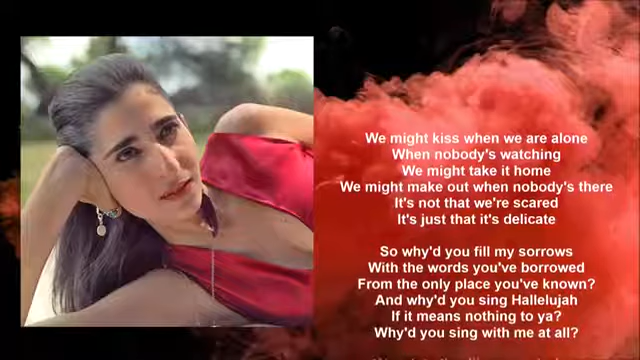 We might kiss when we are alone
When nobody's watching
We might take it home
We might make out when nobody's there
It's not that we're scared
It's just that it's delicate
So why'd you fill my sorrows
With the words you've borrowed
From the only place you've known?
And why'd you sing Hallelujah
If it means nothing to ya?
Why'd you sing with me at all?